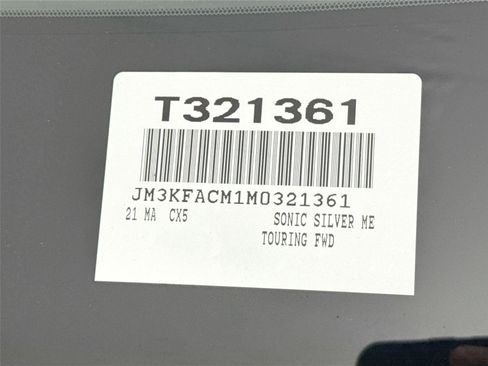 T321361
JM3KFACM1M0321361
21 MA CX5 SONIC SILVER ME
TOURING FWD